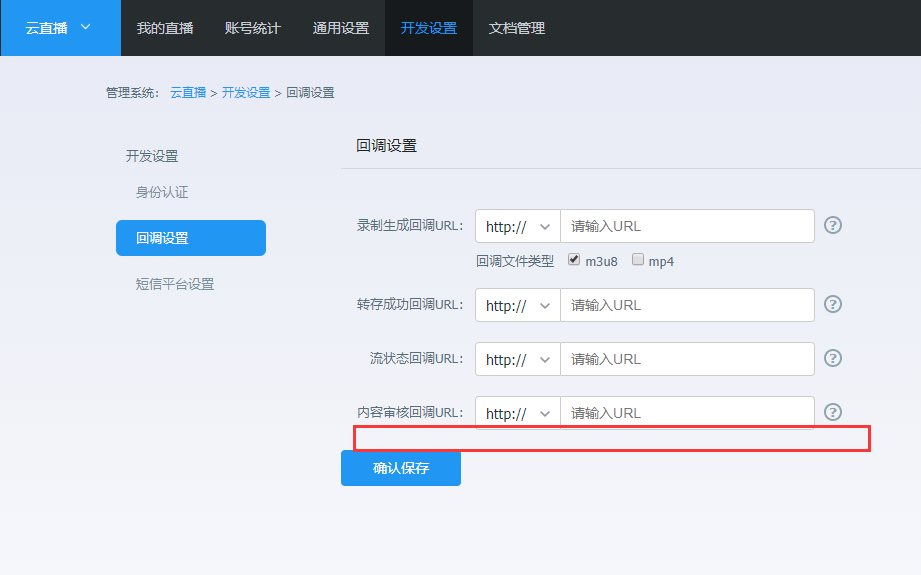 云直播 我的直播 账号统计 通用设置 开发设置 文档管理
管理系统： 云直播 > 开发设置 > 回调设置
开发设置
身份认证
回调设置
短信平台设置
回调设置
录制生成回调URL： http:// 请输入URL ?
回调文件类型 m3u8 mp4
转存成功回调URL： http:// 请输入URL ?
流状态回调URL： http:// 请输入URL ?
内容审核回调URL： http:// 请输入URL ?
确认保存